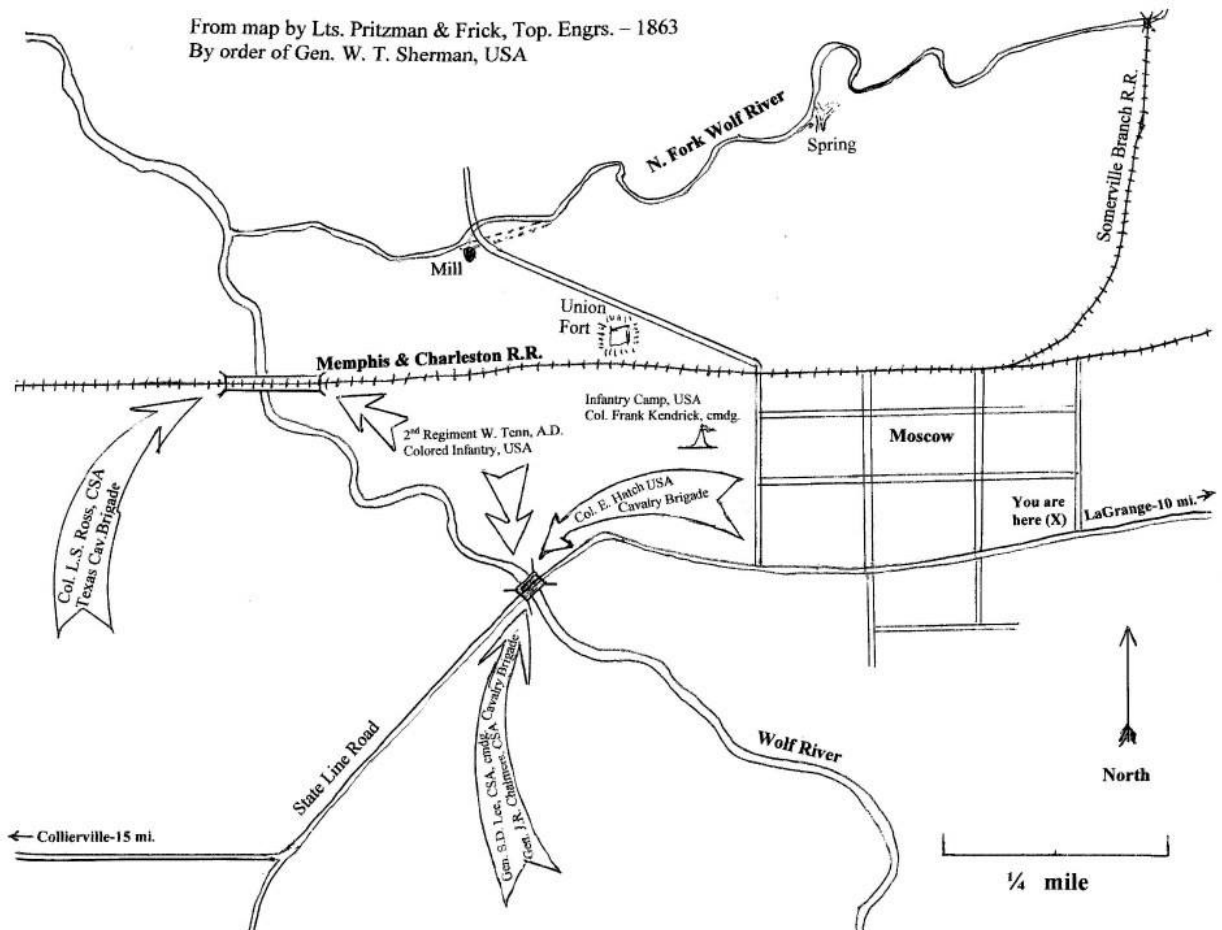 From map by Lts. Pritzman & Frick, Top. Engrs. – 1863
By order of Gen. W. T. Sherman, USA
N. Fork Wolf River
Spring
Somerville Branch R.R.
Mill
Union
Fort
Memphis & Charleston R.R.
Infantry Camp, USA
Col. Frank Kendrick, cmdg.
Moscow
2nd Regiment W. Tenn, A.D.
Colored Infantry, USA
Col. E. Hatch USA
Cavalry Brigade
You are
here (X)
LaGrange-10 mi.
Col. L.S. Ross, CSA
Texas Cav.Brigade
Gen. S.D. Lee, CSA, cmdg. Cavalry Brigade
Gen. J.R. Chalmers, CSA
State Line Road
Wolf River
North
Collierville-15 mi.
¼ mile